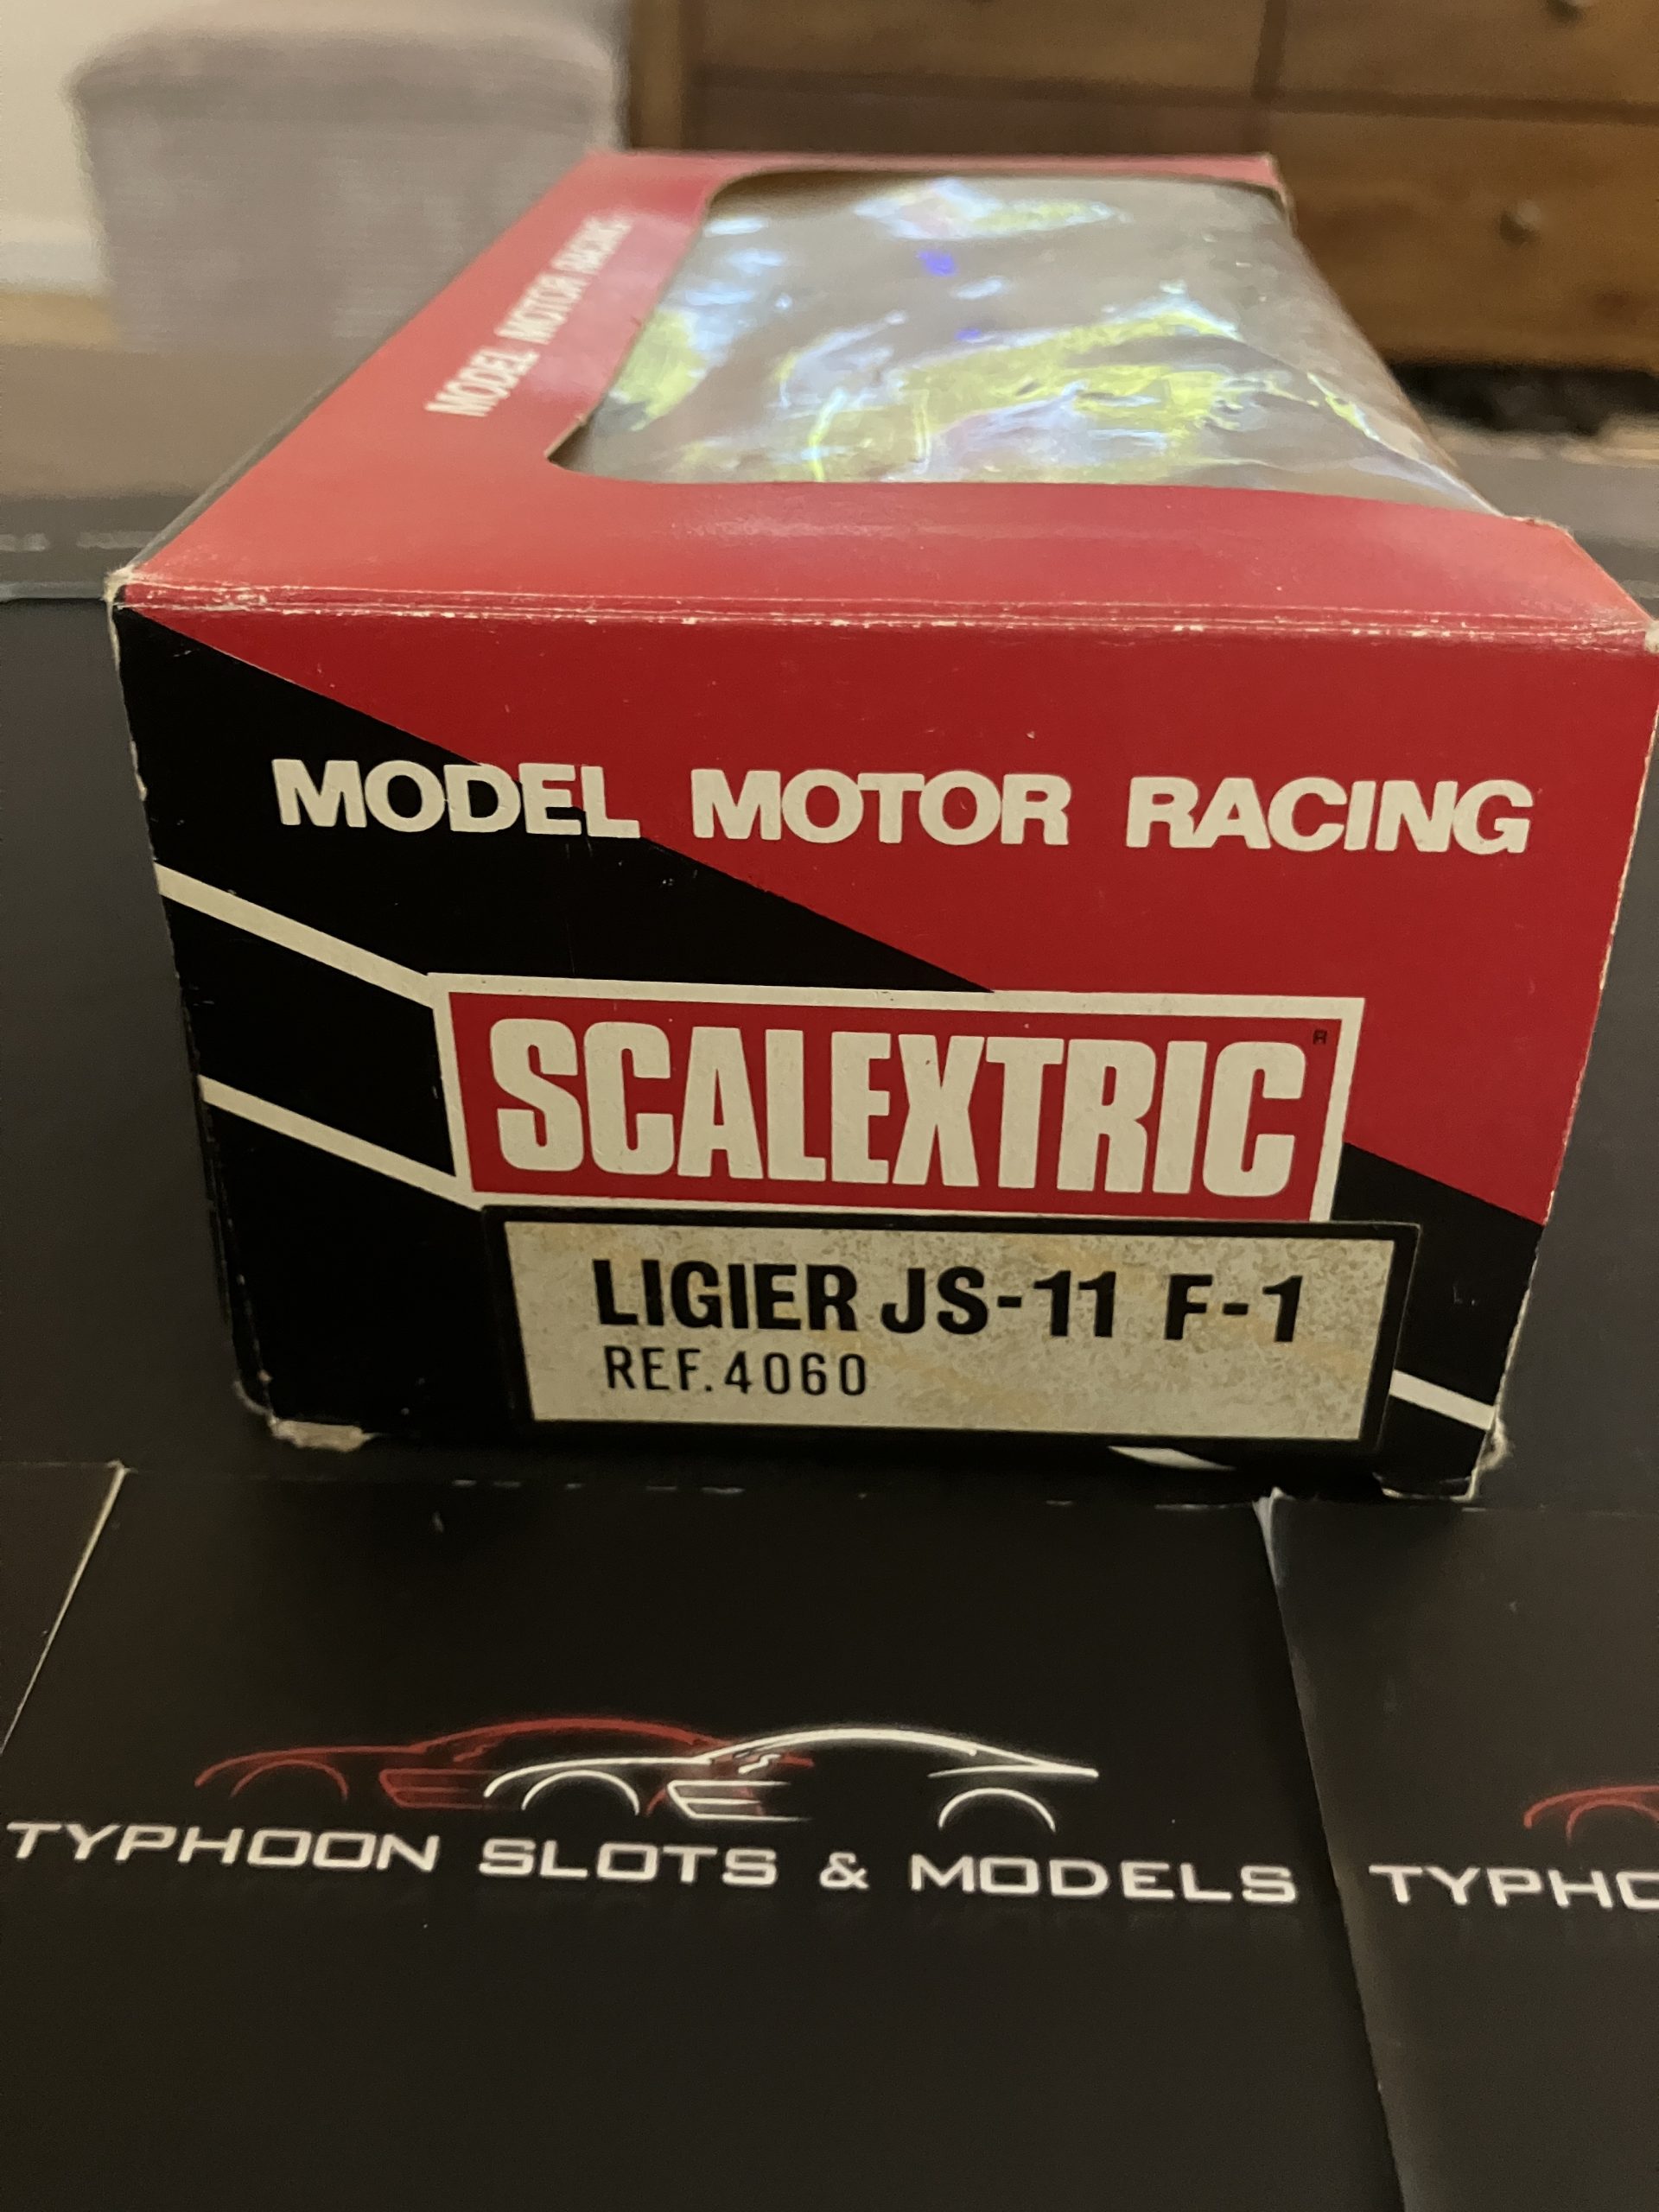 MODEL MOTOR RACING
MODEL MOTOR RACING
SCALEXTRIC®
LIGIER JS-11 F-1
REF.4060
TYPHOON SLOTS & MODELS
TYPHO